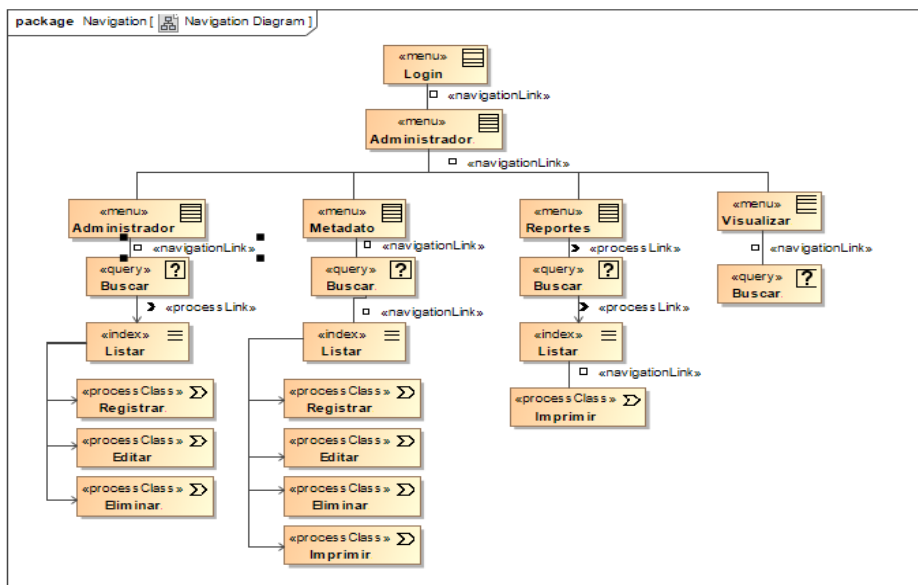 package Navigation [ Navigation Diagram ]
«menu»
Login
«navigationLink»
«menu»
Administrador.
«navigationLink»
«menu»
Administrador
«navigationLink»
«query»
Buscar
«processLink»
«index»
Listar
«processClass»
Registrar.
«processClass»
Editar
«processClass»
Eliminar.
«menu»
Metadato
«navigationLink»
«query»
Buscar.
«navigationLink»
«index»
Listar
«processClass»
Registrar
«processClass»
Editar
«processClass»
Eliminar
«processClass»
Imprimir
«menu»
Reportes
«processLink»
«query»
Buscar
«processLink»
«index»
Listar
«navigationLink»
«processClass»
Imprimir
«menu»
Visualizar
«navigationLink»
«query»
Buscar.